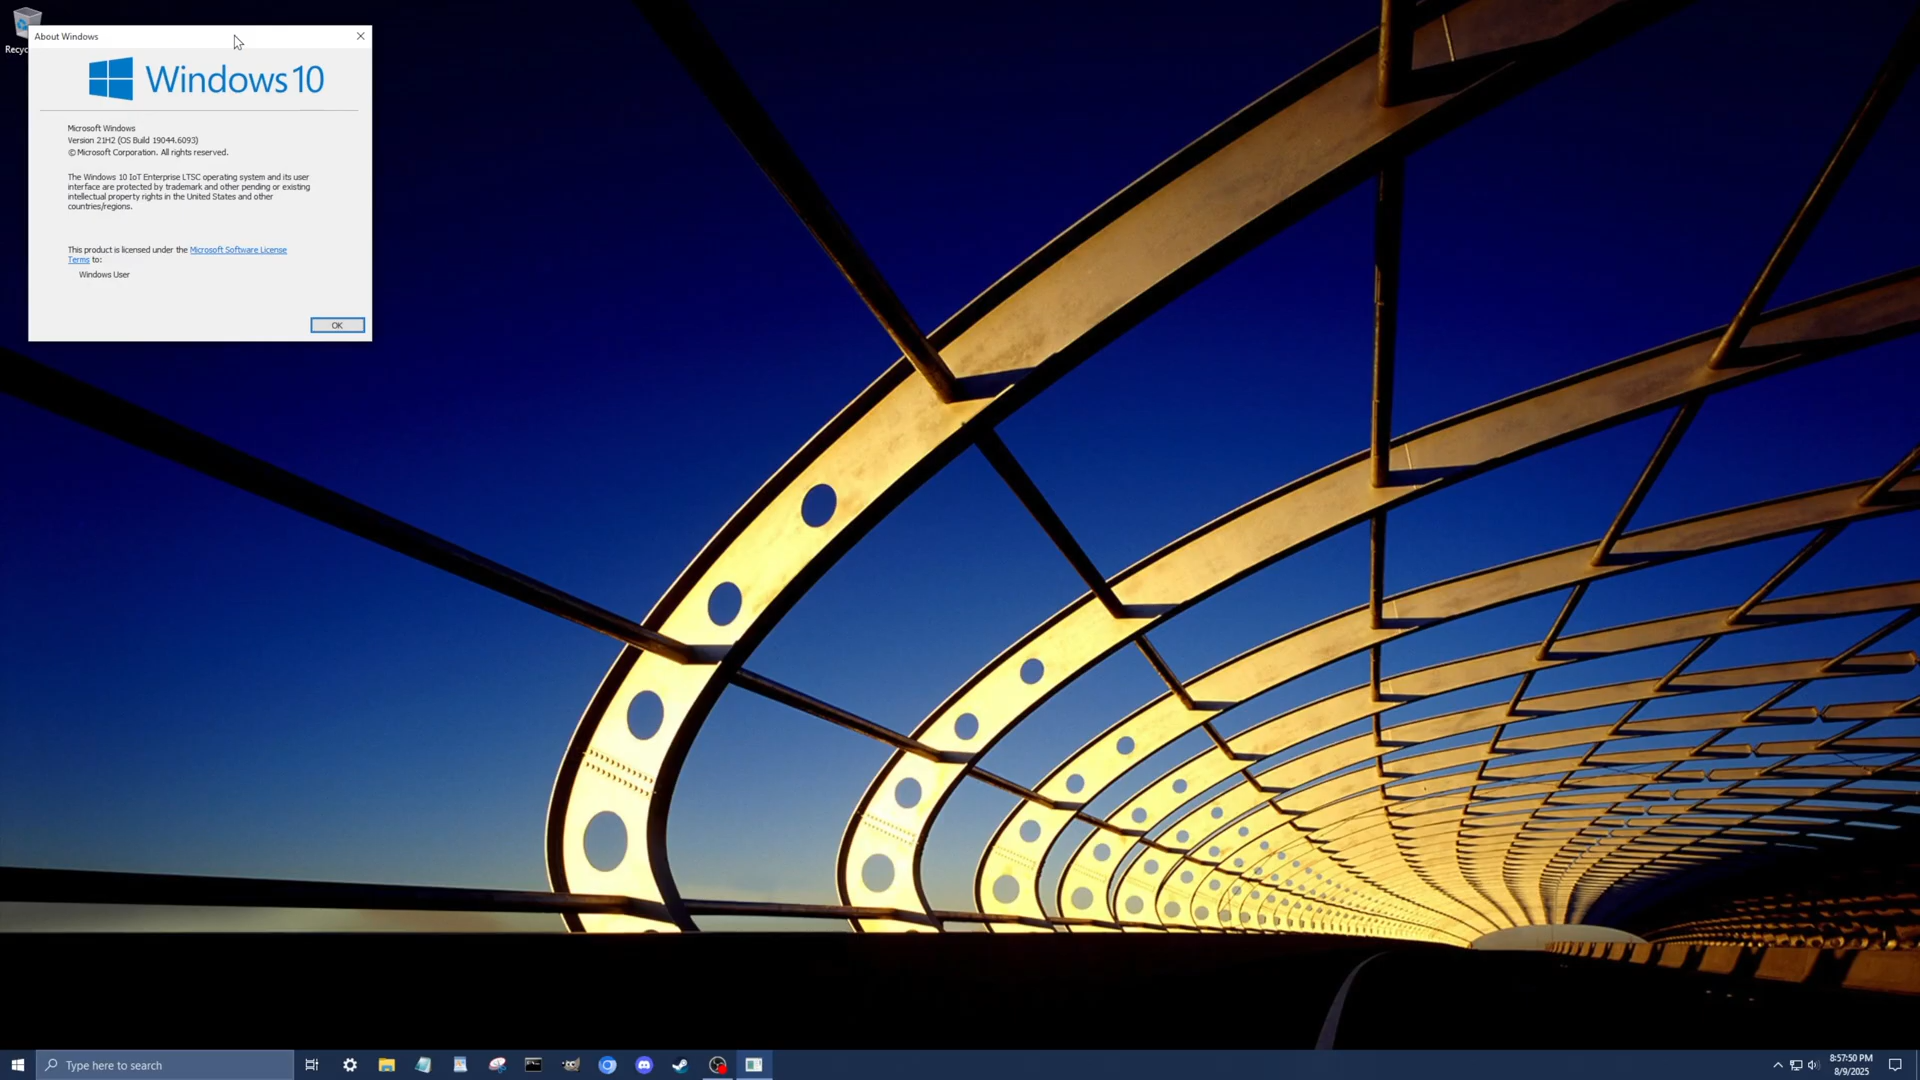 Recyc
About Windows
Windows 10
Microsoft Windows
Version 21H2 (OS Build 19044.6093)
© Microsoft Corporation. All rights reserved.
The Windows 10 IoT Enterprise LTSC operating system and its user
interface are protected by trademark and other pending or existing
intellectual property rights in the United States and other
countries/regions.
This product is licensed under the Microsoft Software License
Terms to:
Windows User
OK
Type here to search
8:57:50 PM
8/9/2025